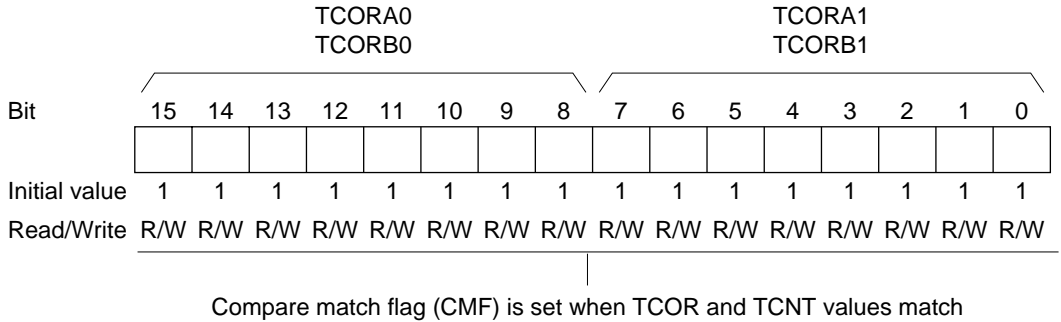 TCORA0 TCORA1
TCORB0 TCORB1
Bit 15 14 13 12 11 10 9 8 7 6 5 4 3 2 1 0
Initial value 1 1 1 1 1 1 1 1 1 1 1 1 1 1 1 1
Read/Write R/W R/W R/W R/W R/W R/W R/W R/W R/W R/W R/W R/W R/W R/W R/W R/W
Compare match flag (CMF) is set when TCOR and TCNT values match